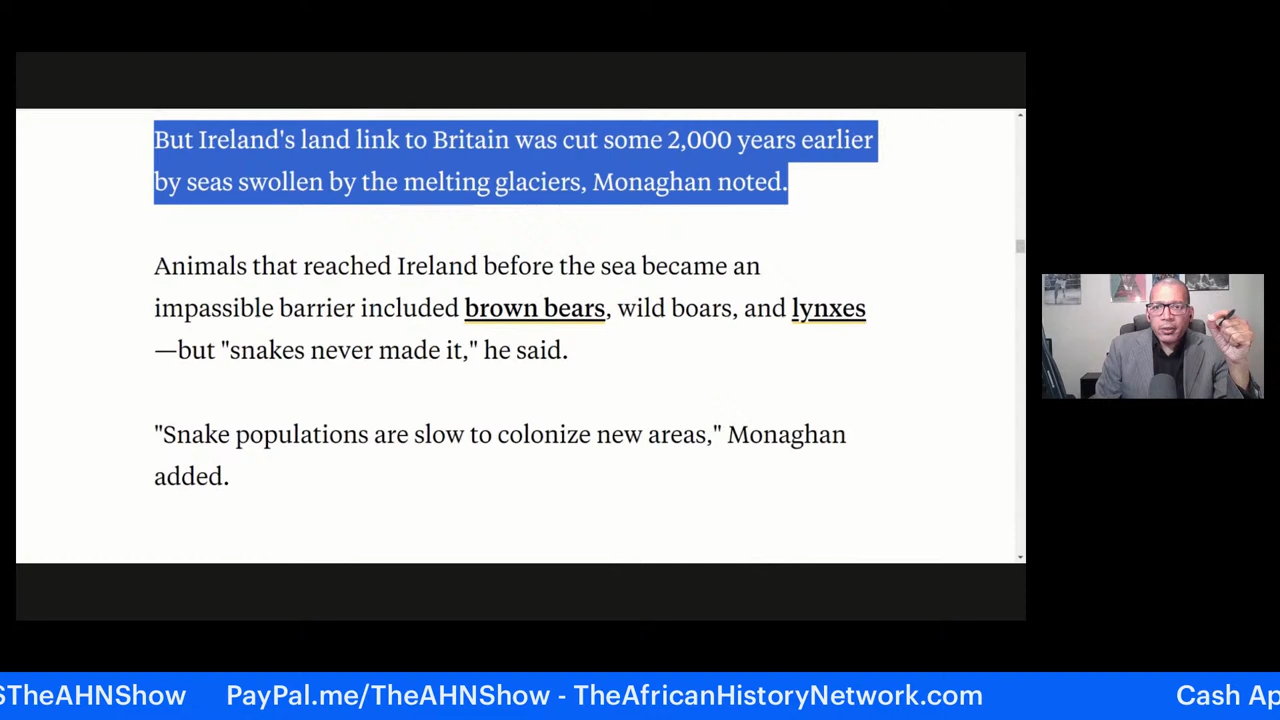 But Ireland's land link to Britain was cut some 2,000 years earlier
by seas swollen by the melting glaciers, Monaghan noted.
Animals that reached Ireland before the sea became an
impassible barrier included brown bears, wild boars, and lynxes
—but "snakes never made it," he said.
"Snake populations are slow to colonize new areas," Monaghan
added.
STheAHNShow PayPal.me/TheAHNShow - TheAfricanHistoryNetwork.com Cash Ap